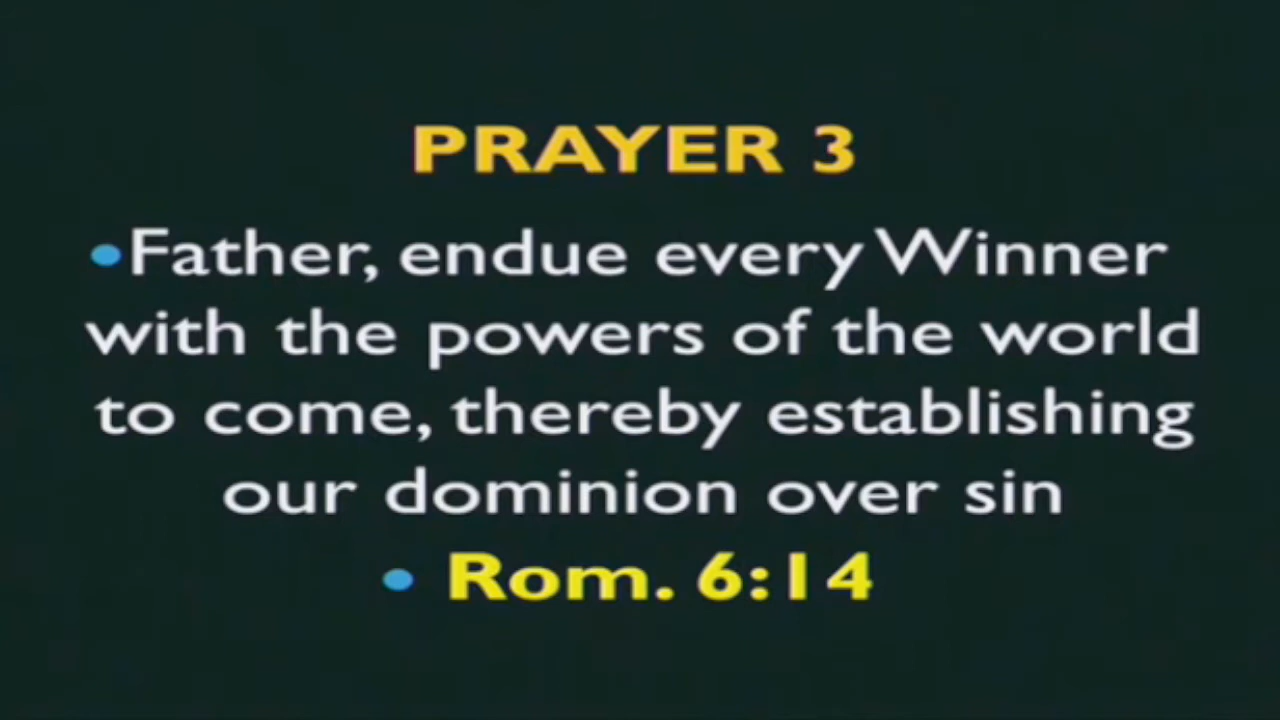 PRAYER 3
•Father, endue every Winner
with the powers of the world
to come, thereby establishing
our dominion over sin
• Rom. 6:14